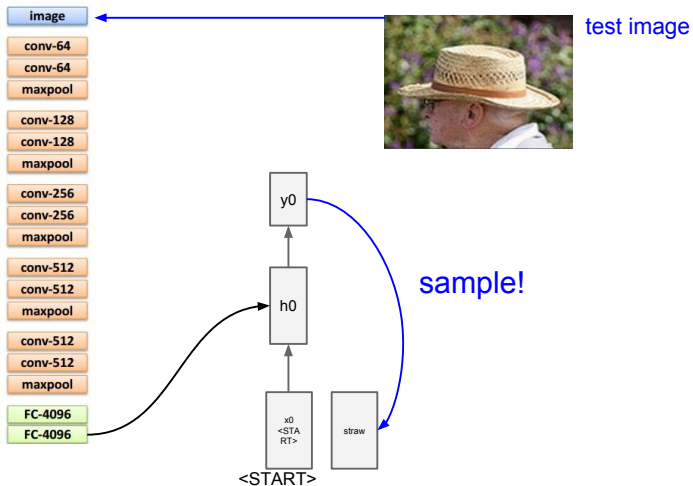 image
test image
conv-64
conv-64
maxpool
conv-128
conv-128
maxpool
conv-256
conv-256
maxpool
conv-512
conv-512
maxpool
conv-512
conv-512
maxpool
FC-4096
FC-4096
y0
sample!
h0
x0
<STA
RT>
straw
<START>